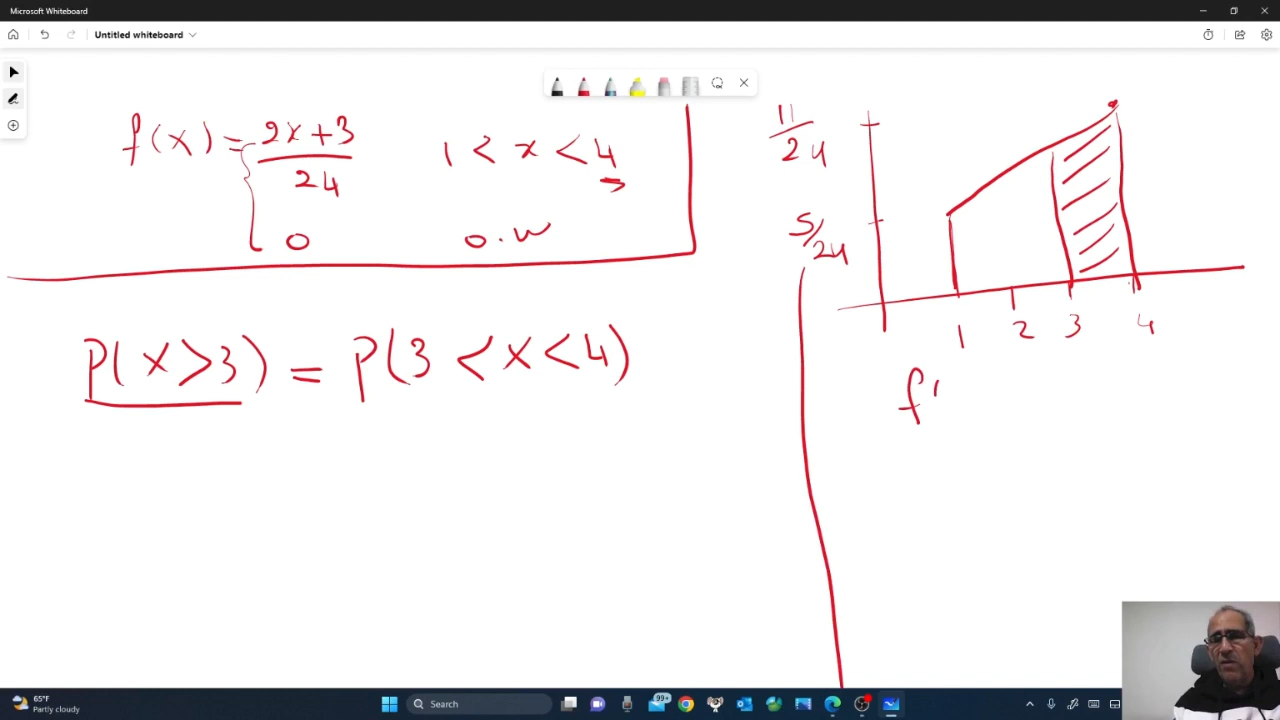 Microsoft Whiteboard
Untitled whiteboard
f(x) = 2x+3/24 1 < x < 4
0 o.w
P(X>3) = P(3 < x < 4)
11/24
5/24
1 2 3 4
f'
65°F
Partly cloudy
Search
99+